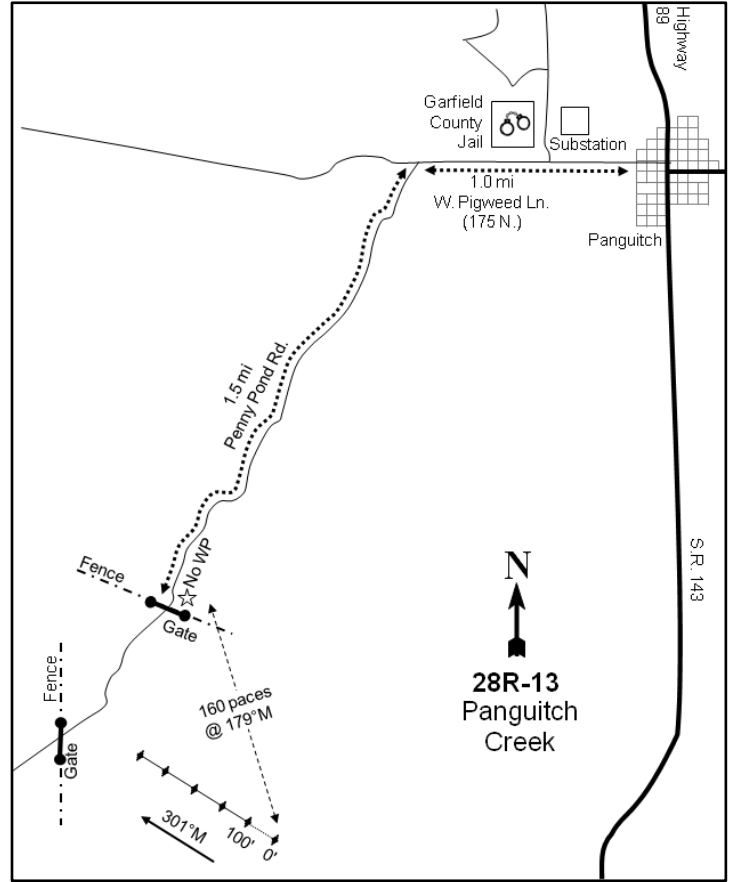 Highway
89
Garfield
County
Jail
Substation
1.0 mi
W. Pigweed Ln.
(175 N.)
Panguitch
1.5 mi
Penny Pond Rd.
S.R. 143
No WP
Fence
Gate
N
28R-13
Panguitch
Creek
160 paces
@ 179°M
Fence
Gate
301°M
100'
0'